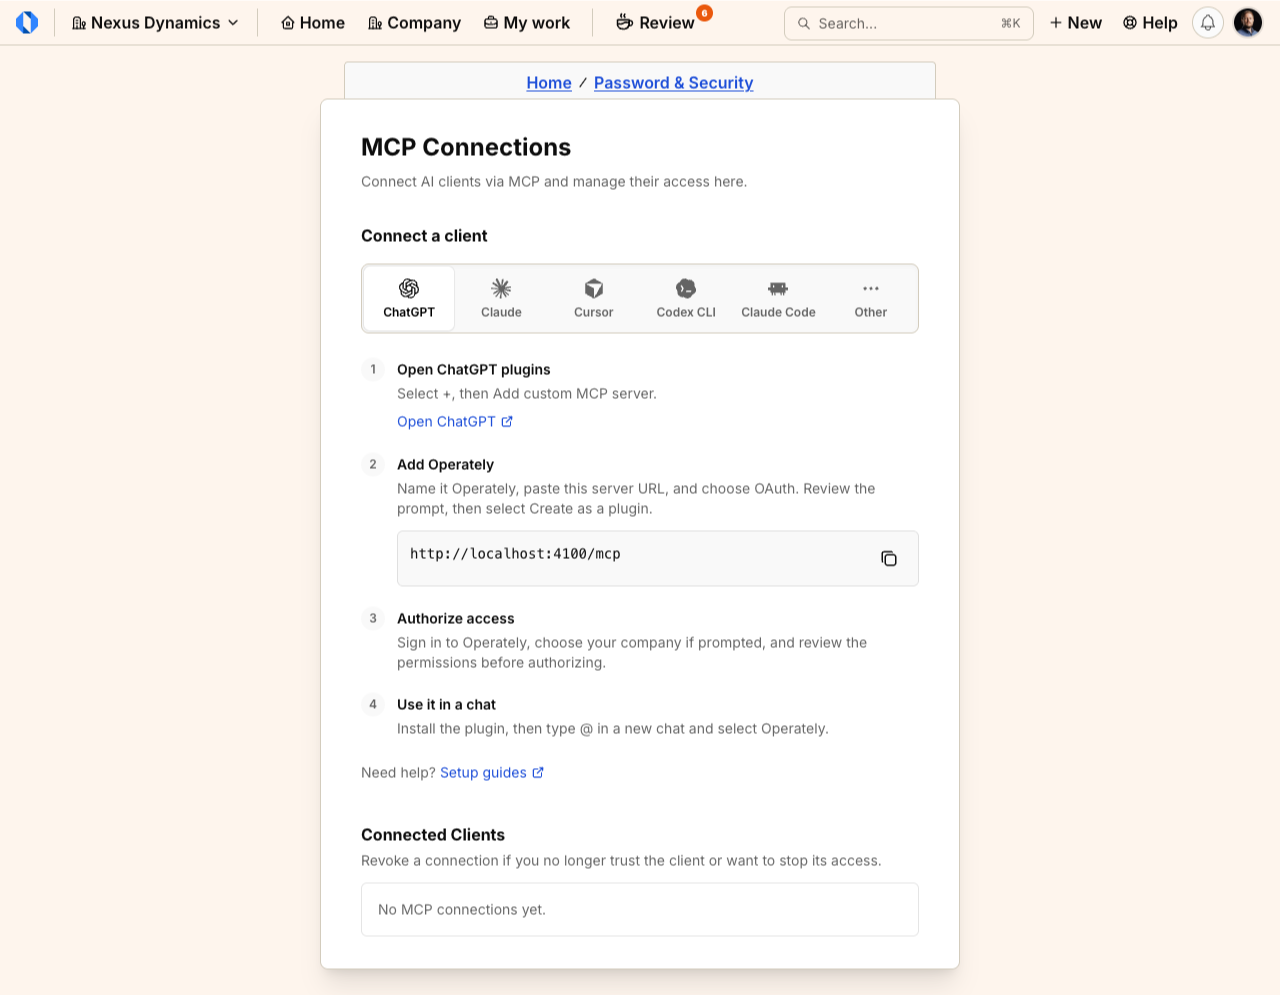 Nexus Dynamics
Home
Company
My work
Review
6
Search...
⌘K
+ New
Help
Home / Password & Security
MCP Connections
Connect AI clients via MCP and manage their access here.
Connect a client
ChatGPT
Claude
Cursor
Codex CLI
Claude Code
Other
1
Open ChatGPT plugins
Select +, then Add custom MCP server.
Open ChatGPT
2
Add Operately
Name it Operately, paste this server URL, and choose OAuth. Review the
prompt, then select Create as a plugin.
http://localhost:4100/mcp
3
Authorize access
Sign in to Operately, choose your company if prompted, and review the
permissions before authorizing.
4
Use it in a chat
Install the plugin, then type @ in a new chat and select Operately.
Need help? Setup guides
Connected Clients
Revoke a connection if you no longer trust the client or want to stop its access.
No MCP connections yet.